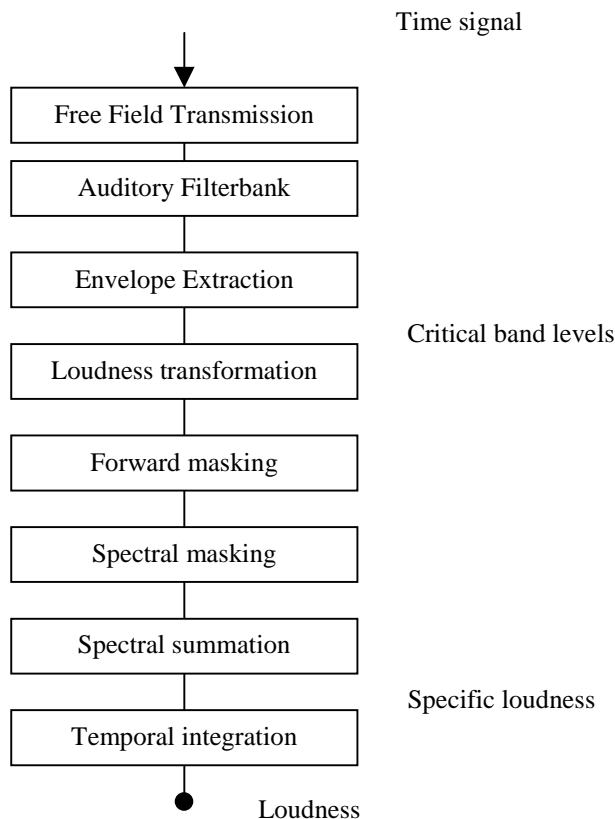 Time signal
Free Field Transmission
Auditory Filterbank
Envelope Extraction
Critical band levels
Loudness transformation
Forward masking
Spectral masking
Spectral summation
Specific loudness
Temporal integration
Loudness